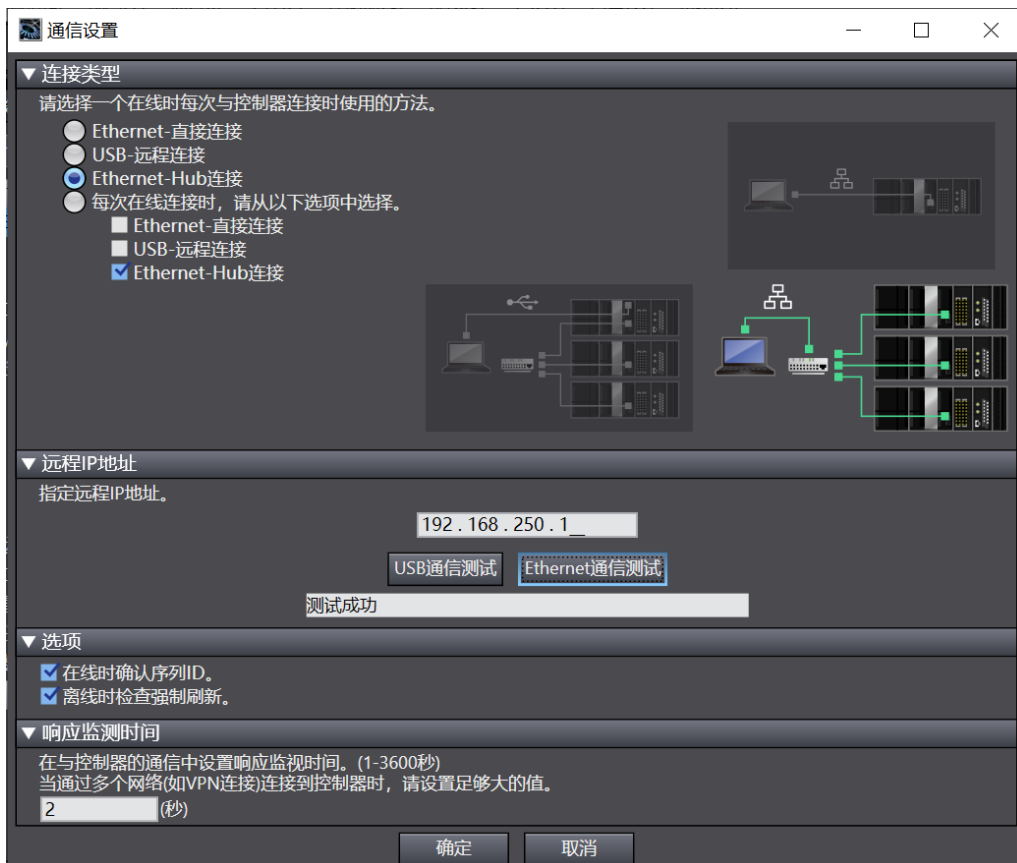 通信设置
▼ 连接类型
请选择一个在线时每次与控制器连接时使用的方法。
Ethernet-直接连接
USB-远程连接
Ethernet-Hub连接
每次在线连接时，请从以下选项中选择。
Ethernet-直接连接
USB-远程连接
Ethernet-Hub连接
▼ 远程IP地址
指定远程IP地址。
192 . 168 . 250 . 1__
USB通信测试 Ethernet通信测试
测试成功
▼ 选项
在线时确认序列ID。
离线时检查强制刷新。
▼ 响应监测时间
在与控制器的通信中设置响应监视时间。(1-3600秒)
当通过多个网络(如VPN连接)连接到控制器时，请设置足够大的值。
2 (秒)
确定 取消